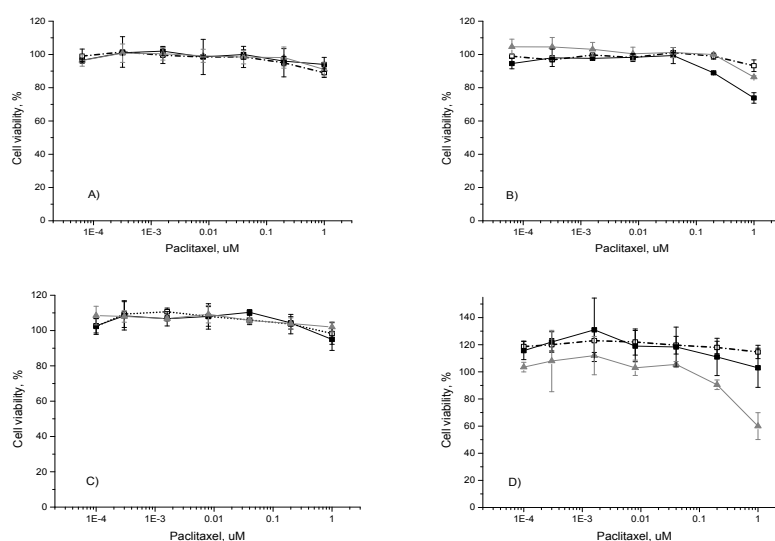 120
100
80
60
40
20
0
Cell viability, %
A)
1E-4 1E-3 0.01 0.1 1
Paclitaxel, uM
120
100
80
60
40
20
0
Cell viability, %
B)
1E-4 1E-3 0.01 0.1 1
Paclitaxel, uM
120
100
80
60
40
20
0
Cell viability, %
C)
1E-4 1E-3 0.01 0.1 1
Paclitaxel, uM
140
120
100
80
60
40
20
0
Cell viability, %
D)
1E-4 1E-3 0.01 0.1 1
Paclitaxel, uM